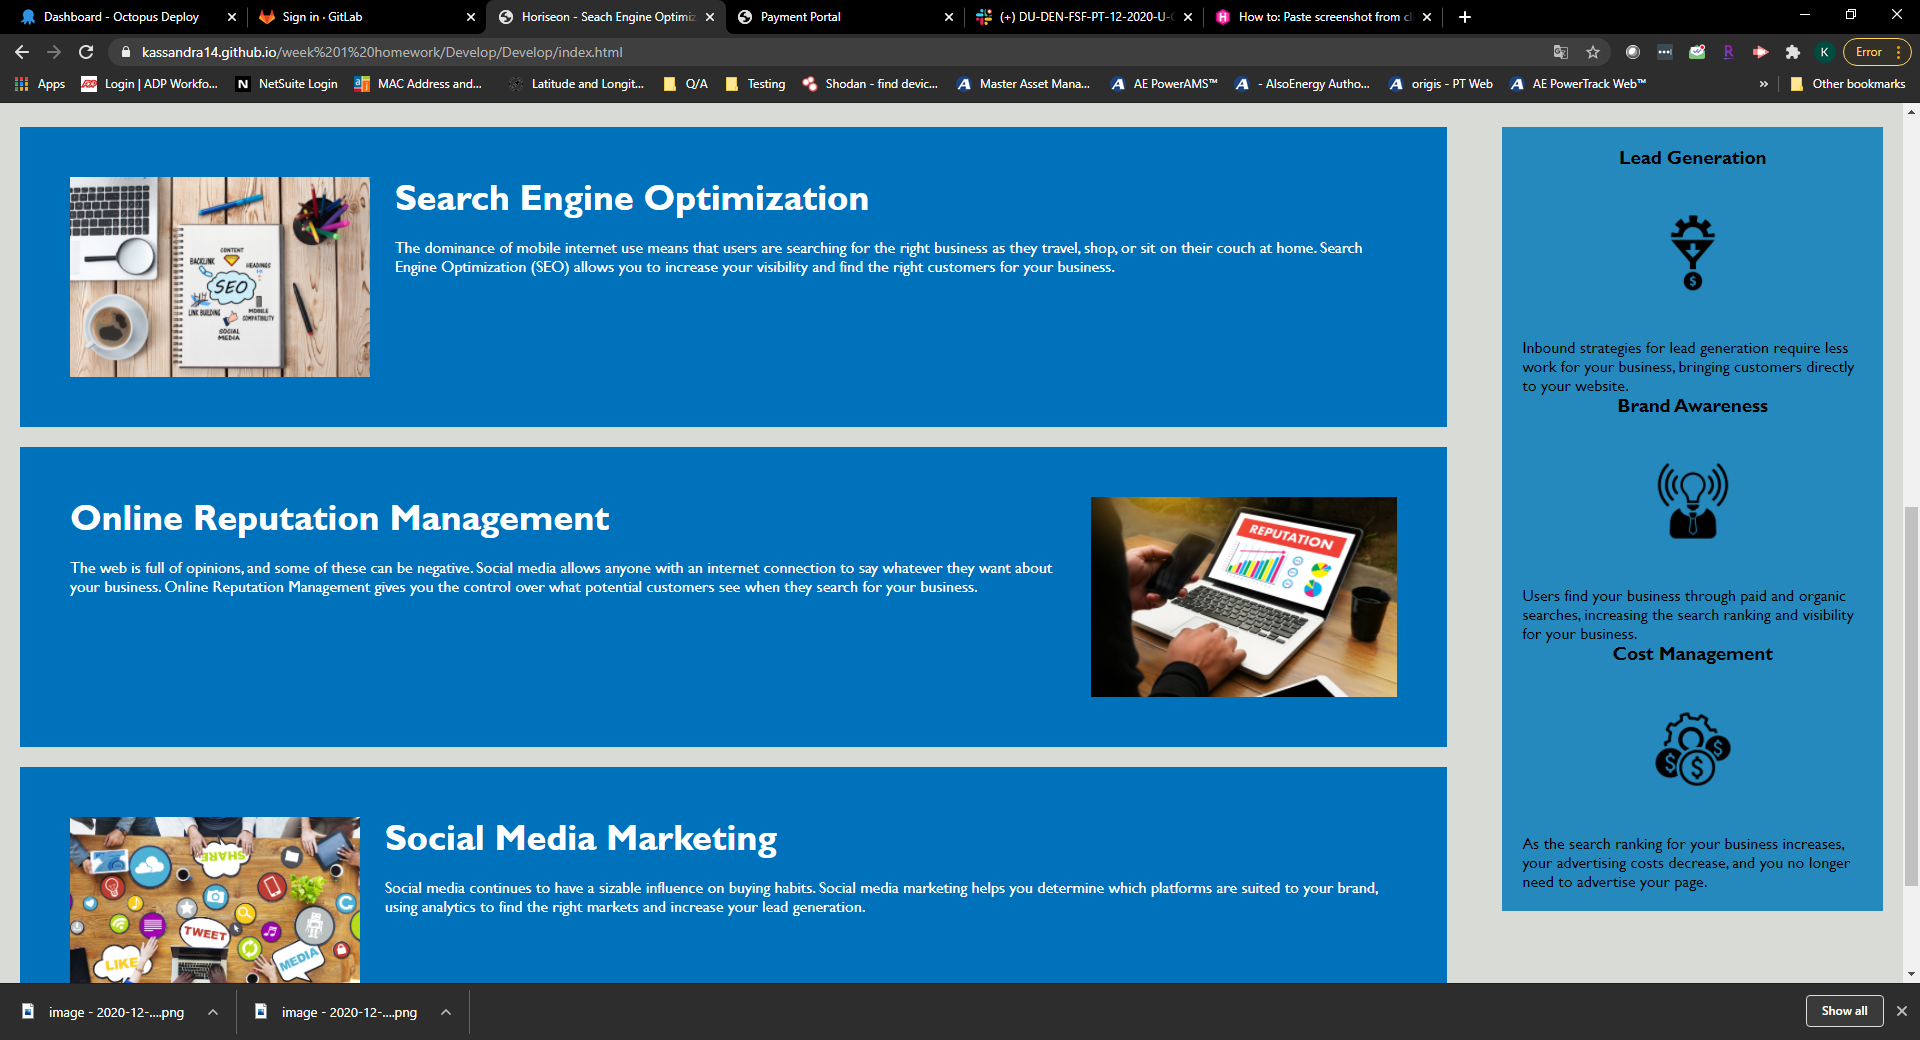 Dashboard - Octopus Deploy
Sign in · GitLab
Horiseon - Seach Engine Optimiz
Payment Portal
(+) DU-DEN-FSF-PT-12-2020-U-
How to: Paste screenshot from cl
kassandra14.github.io/week%201%20homework/Develop/Develop/index.html
K
Error
Apps
Login | ADP Workfo...
NetSuite Login
MAC Address and...
Latitude and Longit...
Q/A
Testing
Shodan - find devic...
Master Asset Mana...
AE PowerAMS™
- AlsoEnergy Autho...
origis - PT Web
AE PowerTrack Web™
»
Other bookmarks
CONTENT
BACKLINK
HEADINGS
SEO
LINK BUILDING
MOBILE
COMPATIBILITY
SOCIAL
MEDIA
Search Engine Optimization
The dominance of mobile internet use means that users are searching for the right business as they travel, shop, or sit on their couch at home. Search
Engine Optimization (SEO) allows you to increase your visibility and find the right customers for your business.
Online Reputation Management
The web is full of opinions, and some of these can be negative. Social media allows anyone with an internet connection to say whatever they want about
your business. Online Reputation Management gives you the control over what potential customers see when they search for your business.
REPUTATION
SHARE
TWEET
LIKE
MEDIA
Social Media Marketing
Social media continues to have a sizable influence on buying habits. Social media marketing helps you determine which platforms are suited to your brand,
using analytics to find the right markets and increase your lead generation.
Lead Generation
Inbound strategies for lead generation require less
work for your business, bringing customers directly
to your website.
Brand Awareness
Users find your business through paid and organic
searches, increasing the search ranking and visibility
for your business.
Cost Management
As the search ranking for your business increases,
your advertising costs decrease, and you no longer
need to advertise your page.
image - 2020-12-....png
image - 2020-12-....png
Show all